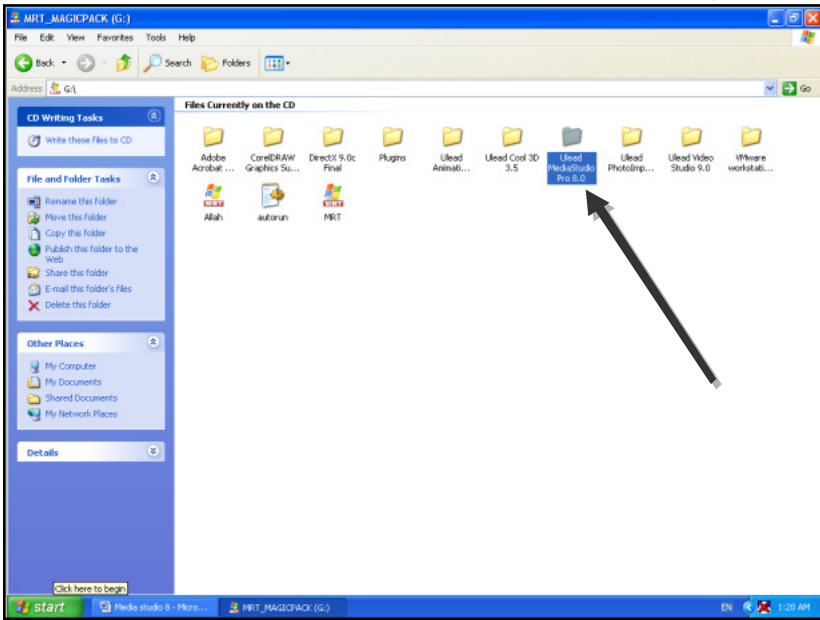 MRT_MAGICPACK (G:)
File Edit View Favorites Tools Help
Back Search Folders
Address G:\ Go
Files Currently on the CD
CD Writing Tasks
Write these files to CD
File and Folder Tasks
Rename this folder
Move this folder
Copy this folder
Publish this folder to the
Web
Share this folder
E-mail this folder's files
Delete this folder
Other Places
My Computer
My Documents
Shared Documents
My Network Places
Details
Adobe
Acrobat ...
CorelDRAW
Graphics Su...
DirectX 9.0c
Final
Plugins
Ulead
Animati...
Ulead Cool 3D
3.5
Ulead
MediaStudio
Pro 8.0
Ulead
PhotoImp...
Ulead Video
Studio 9.0
VMware
workstati...
MRT
Allah
autorun
MRT
MRT
Click here to begin
start
Media studio 8 - Micro...
MRT_MAGICPACK (G:)
EN
1:20 AM